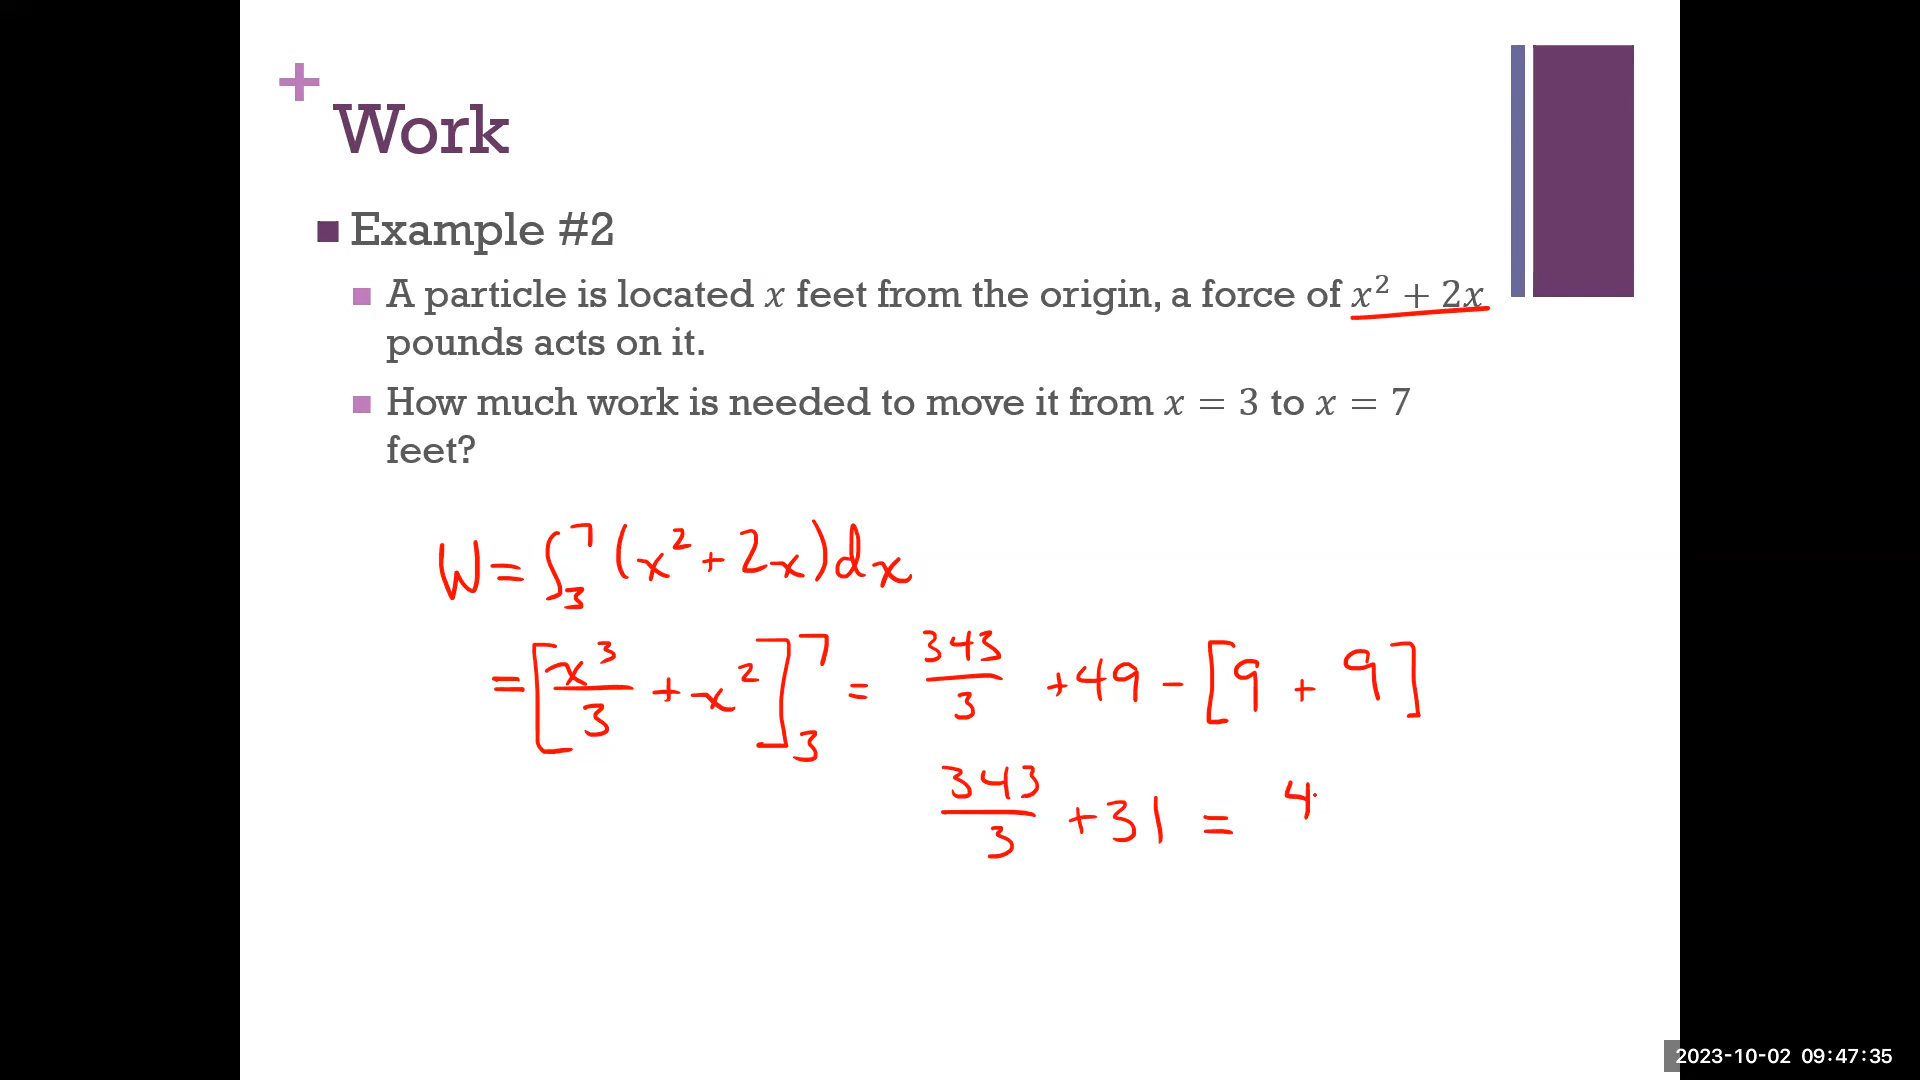 +
Work
Example #2
A particle is located x feet from the origin, a force of x² + 2x
pounds acts on it.
How much work is needed to move it from x = 3 to x = 7
feet?
W = ∫₃⁷ (x² + 2x) dx
= [x³/3 + x²]₃⁷ = 343/3 + 49 - [9 + 9]
343/3 + 31 = 4
2023-10-02 09:47:35